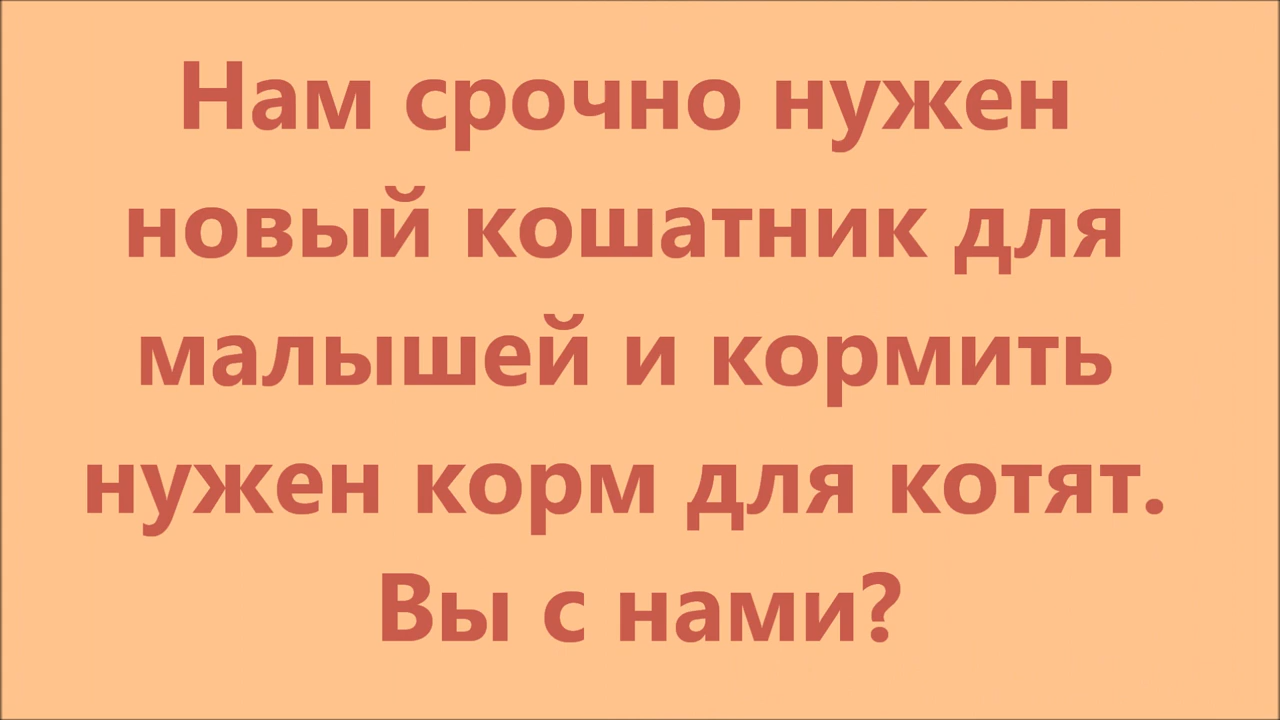 Нам срочно нужен
новый кошатник для
малышей и кормить
нужен корм для котят.
Вы с нами?